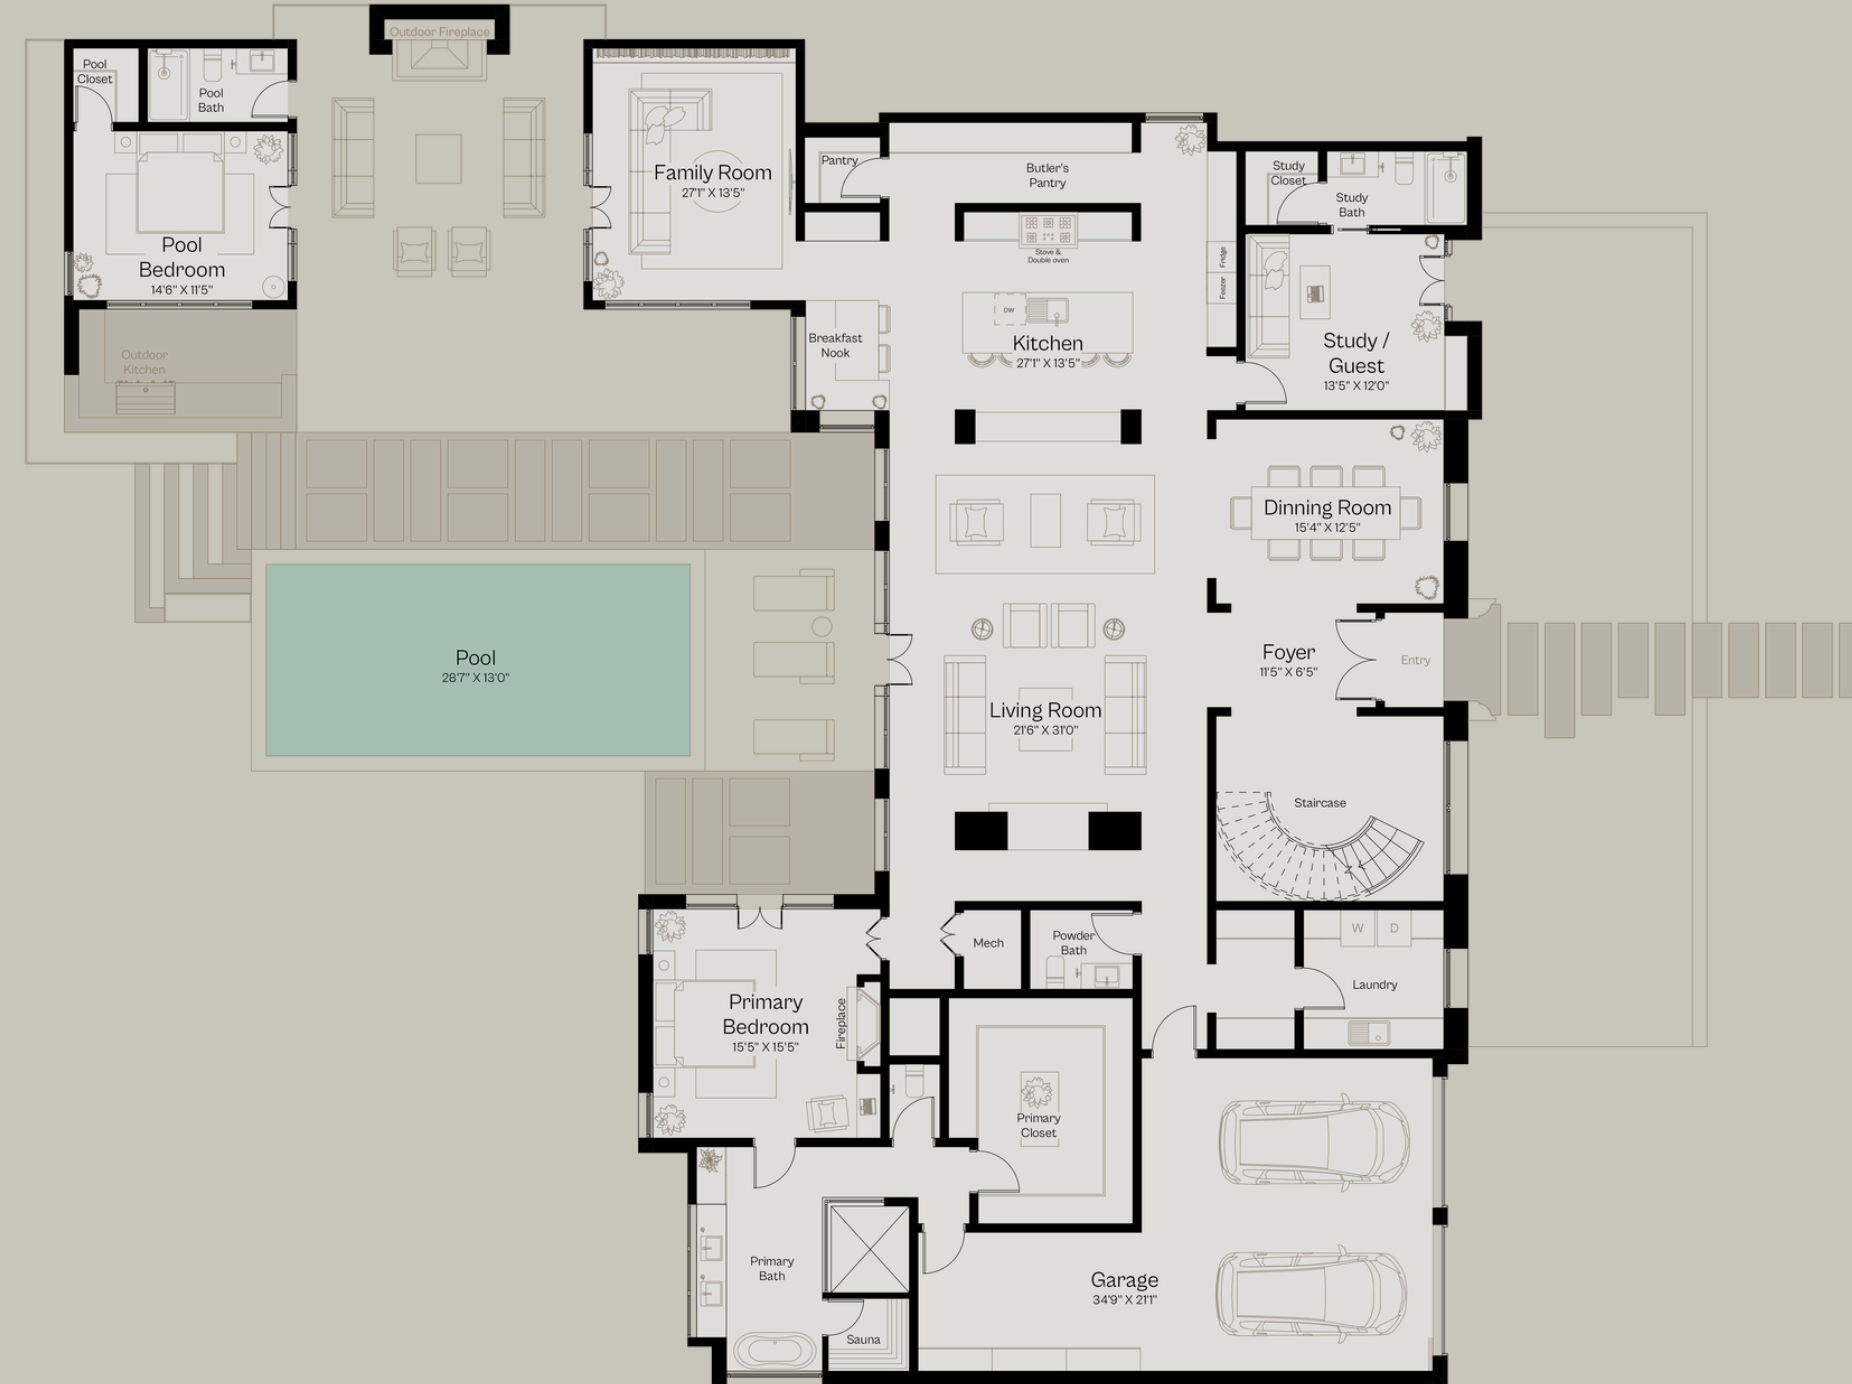 Outdoor Fireplace
Pool
Closet
Pool
Bath
Pool
Bedroom
14'6" X 11'5"
Outdoor
Kitchen
Family Room
27'1" X 13'5"
Pantry
Butler's
Pantry
Stove &
Double oven
Fridge
Feezer
Study
Closet
Study
Bath
Study /
Guest
13'5" X 12'0"
Breakfast
Nook
DW
Kitchen
27'1" X 13'5"
Dinning Room
15'4" X 12'5"
Pool
28'7" X 13'0"
Foyer
11'5" X 6'5"
Entry
Living Room
21'6" X 31'0"
Staircase
Mech
Powder
Bath
W
D
Laundry
Primary
Bedroom
15'5" X 15'5"
Fireplace
Primary
Closet
Primary
Bath
Sauna
Garage
34'9" X 21'1"